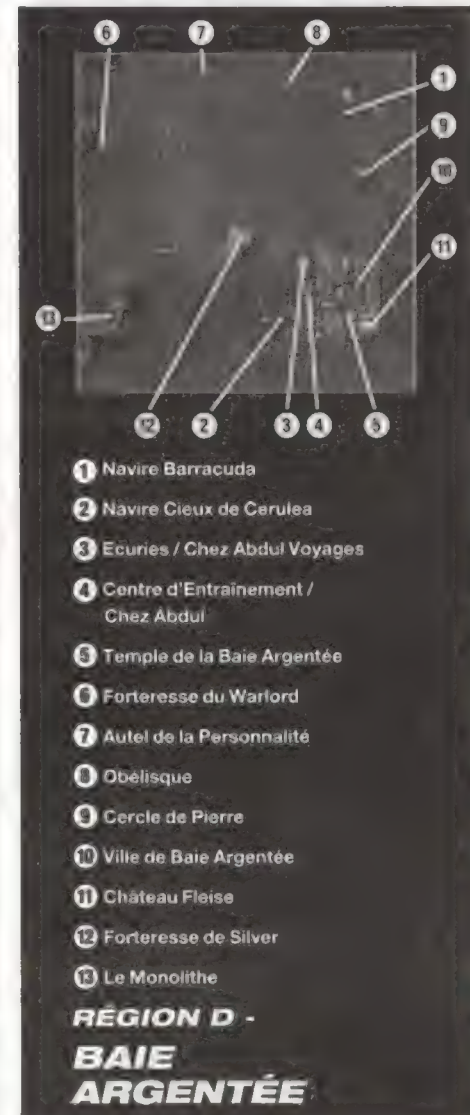 6 7 8
1
9
10
11
13
12 2 3 4 5
1 Navire Barracuda
2 Navire Cieux de Cerulea
3 Ecuries / Chez Abdul Voyages
4 Centre d'Entraînement /
Chez Abdul
5 Temple de la Baie Argentée
6 Forteresse du Warlord
7 Autel de la Personnalité
8 Obélisque
9 Cercle de Pierre
10 Ville de Baie Argentée
11 Château Fleise
12 Forteresse de Silver
13 Le Monolithe
RÉGION D -
BAIE
ARGENTÉE